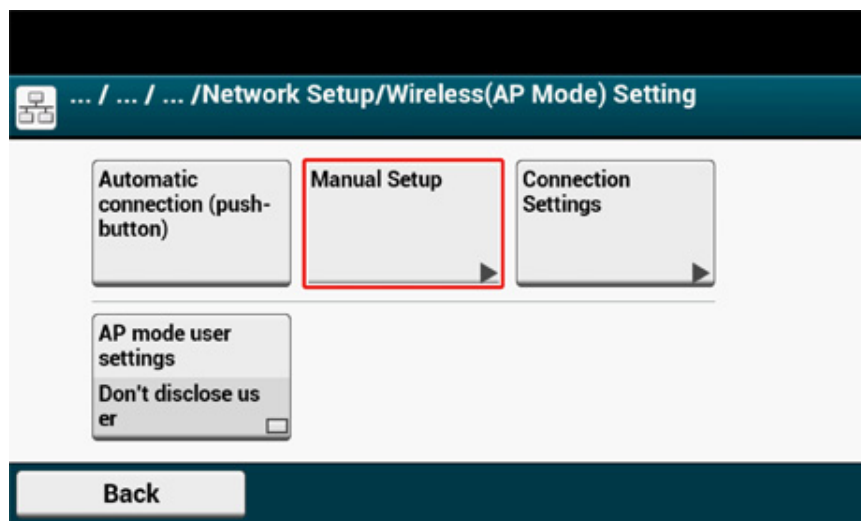 ... / ... / ... /Network Setup/Wireless(AP Mode) Setting
Automatic
connection (push-
button)
Manual Setup
Connection
Settings
AP mode user
settings
Don't disclose us
er
Back